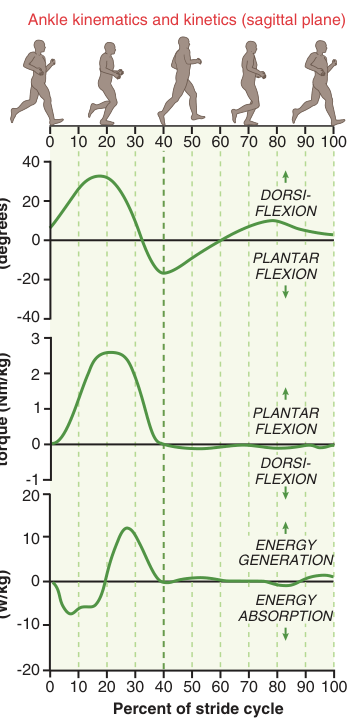 Ankle kinematics and kinetics (sagittal plane)
0 10 20 30 40 50 60 70 80 90 100
40
20
0
-20
-40
(degrees)
DORSI-
FLEXION
PLANTAR
FLEXION
3
2
1
0
-1
torque (Nm/kg)
PLANTAR
FLEXION
DORSI-
FLEXION
20
10
0
-10
-20
(W/kg)
ENERGY
GENERATION
ENERGY
ABSORPTION
0 10 20 30 40 50 60 70 80 90 100
Percent of stride cycle